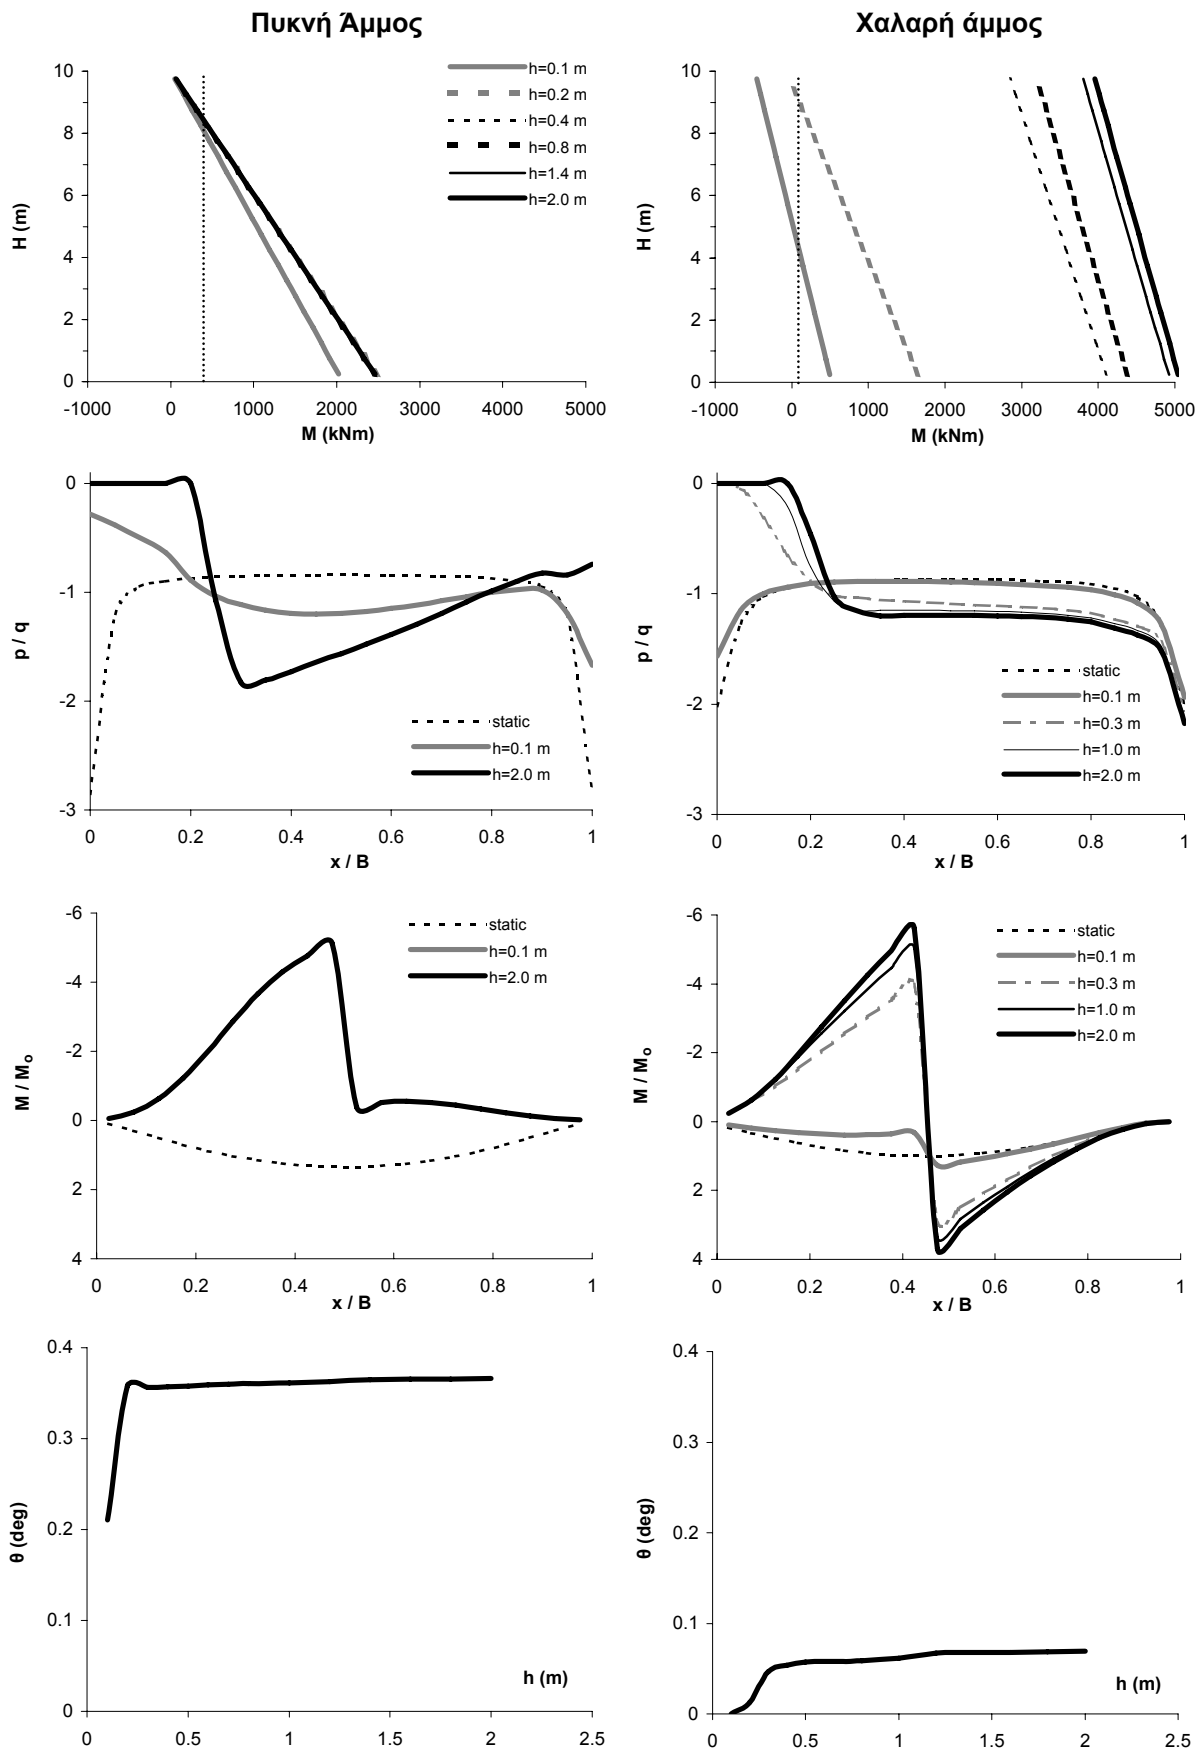 Πυκνή Άμμος
Χαλαρή άμμος
10
8
6
4
2
0
H (m)
-1000 0 1000 2000 3000 4000 5000
M (kNm)
h=0.1 m
h=0.2 m
h=0.4 m
h=0.8 m
h=1.4 m
h=2.0 m
10
8
6
4
2
0
H (m)
-1000 0 1000 2000 3000 4000 5000
M (kNm)
0
-1
-2
-3
p / q
0 0.2 0.4 0.6 0.8 1
x / B
static
h=0.1 m
h=2.0 m
0
-1
-2
-3
p / q
0 0.2 0.4 0.6 0.8 1
x / B
static
h=0.1 m
h=0.3 m
h=1.0 m
h=2.0 m
-6
-4
-2
0
2
4
M / Mo
0 0.2 0.4 0.6 0.8 1
x / B
static
h=0.1 m
h=2.0 m
-6
-4
-2
0
2
4
M / Mo
0 0.2 0.4 0.6 0.8 1
x / B
static
h=0.1 m
h=0.3 m
h=1.0 m
h=2.0 m
0.4
0.3
0.2
0.1
0
θ (deg)
h (m)
0 0.5 1 1.5 2 2.5
0.4
0.3
0.2
0.1
0
θ (deg)
h (m)
0 0.5 1 1.5 2 2.5